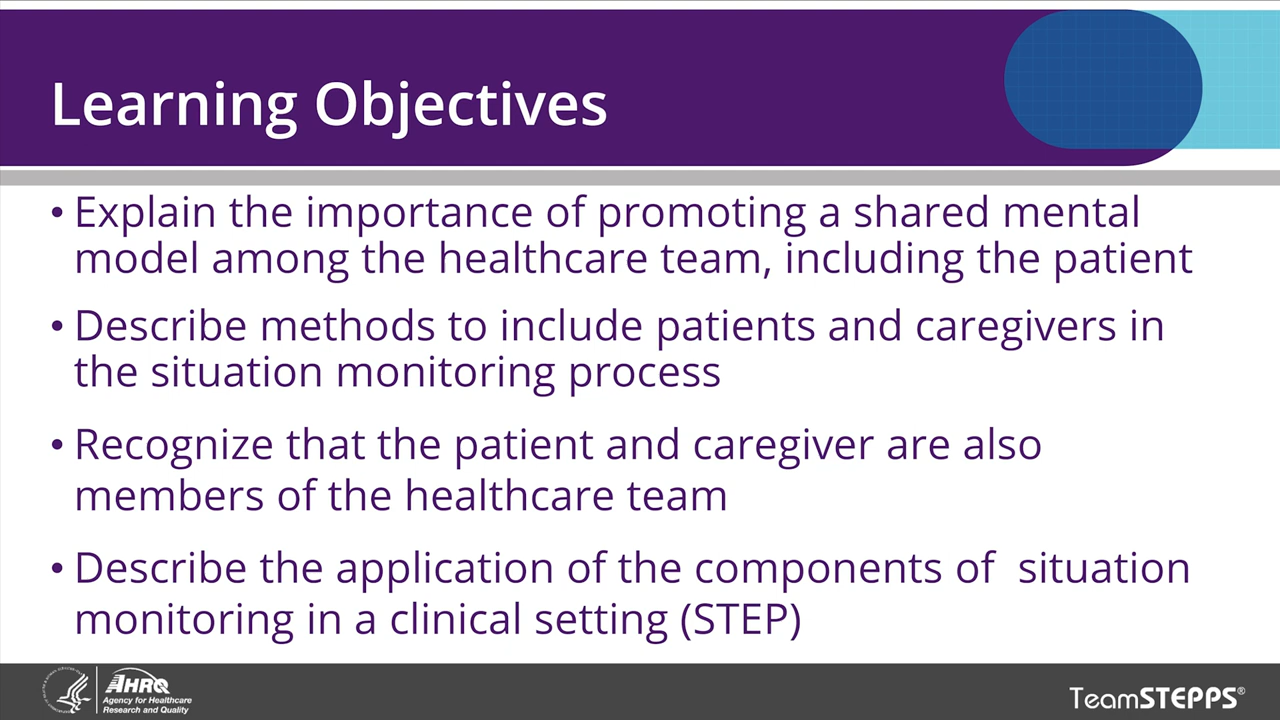 Learning Objectives
• Explain the importance of promoting a shared mental
model among the healthcare team, including the patient
• Describe methods to include patients and caregivers in
the situation monitoring process
• Recognize that the patient and caregiver are also
members of the healthcare team
• Describe the application of the components of  situation
monitoring in a clinical setting (STEP)
AHRQ
Agency for Healthcare
Research and Quality
TeamSTEPPS®